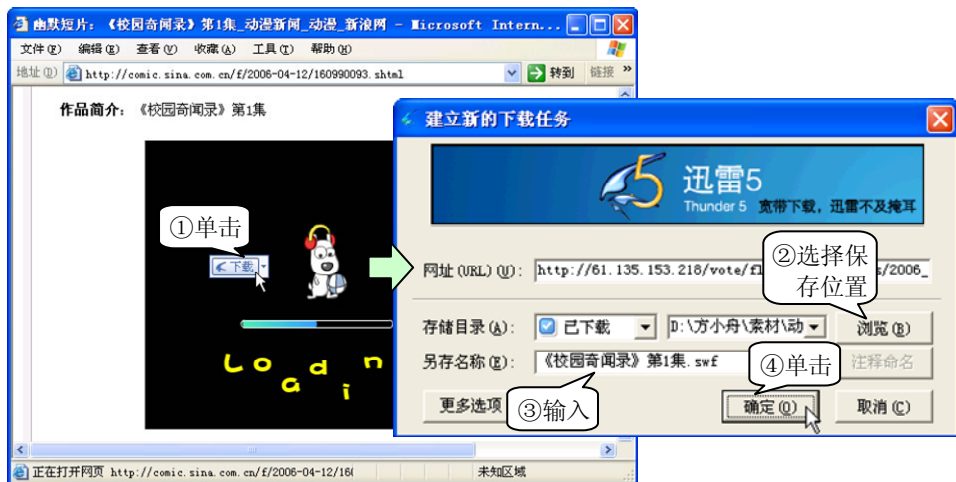 幽默短片：《校园奇闻录》第1集_动漫新闻_动漫_新浪网 - Microsoft Intern...
文件(F) 编辑(E) 查看(V) 收藏(A) 工具(T) 帮助(H)
地址(D) http://comic.sina.com.cn/f/2006-04-12/160990093.shtml 转到 链接 »
作品简介：《校园奇闻录》第1集
①单击
下载
Loadin
正在打开网页 http://comic.sina.com.cn/f/2006-04-12/16( 未知区域
建立新的下载任务
5 迅雷5
Thunder 5 宽带下载，迅雷不及掩耳
②选择保
存位置
网址(URL)(U)： http://61.135.153.218/vote/fl s/2006_
存储目录(A)： 已下载 D:\方小舟\素材\动 浏览(B)
另存名称(E)： 《校园奇闻录》第1集.swf 注释命名
④单击
③输入
更多选项 确定(O) 取消(C)